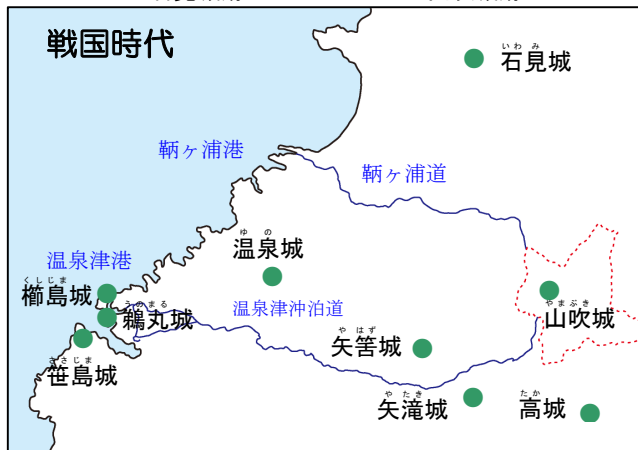 戦国時代
いわみ
石見城
鞆ヶ浦港
鞆ヶ浦道
ゆの
温泉城
温泉津港
くしじま
櫛島城
うのまる
鵜丸城
温泉津沖泊道
やまぶき
山吹城
やはず
矢筈城
ささじま
笹島城
やたき
矢滝城
たか
高城